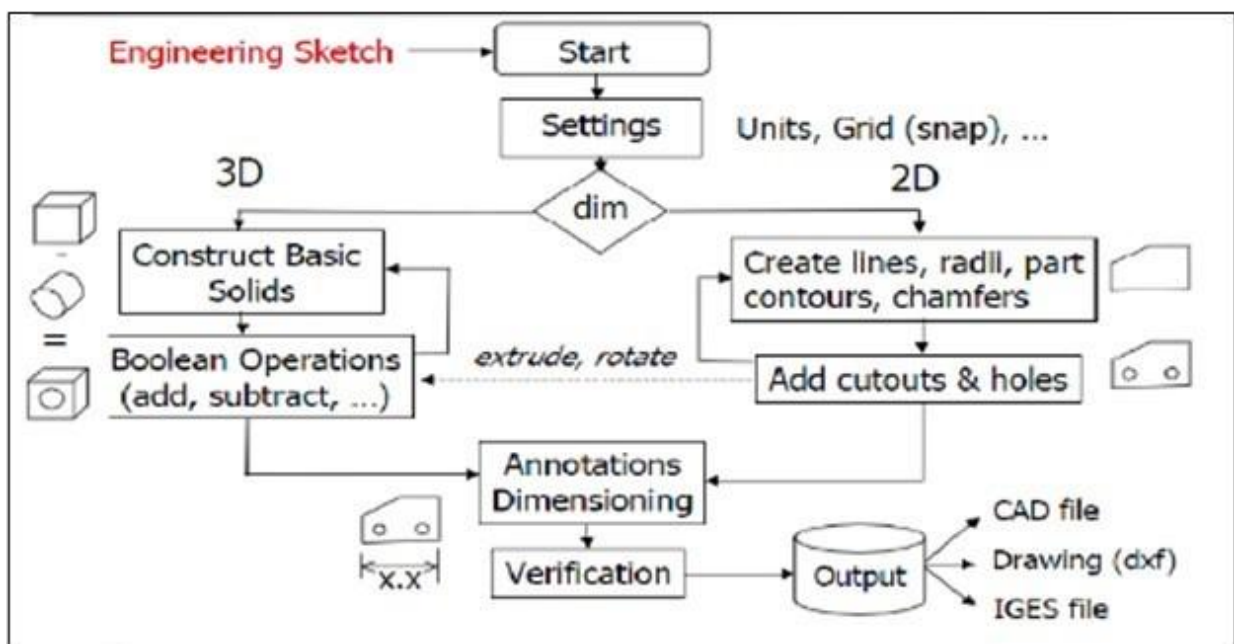 Engineering Sketch
Start
Settings
Units, Grid (snap), ...
3D
dim
2D
Construct Basic
Solids
Create lines, radii, part
contours, chamfers
-
=
Boolean Operations
(add, subtract, ...)
extrude, rotate
Add cutouts & holes
Annotations
Dimensioning
x.x
Verification
Output
CAD file
Drawing (dxf)
IGES file